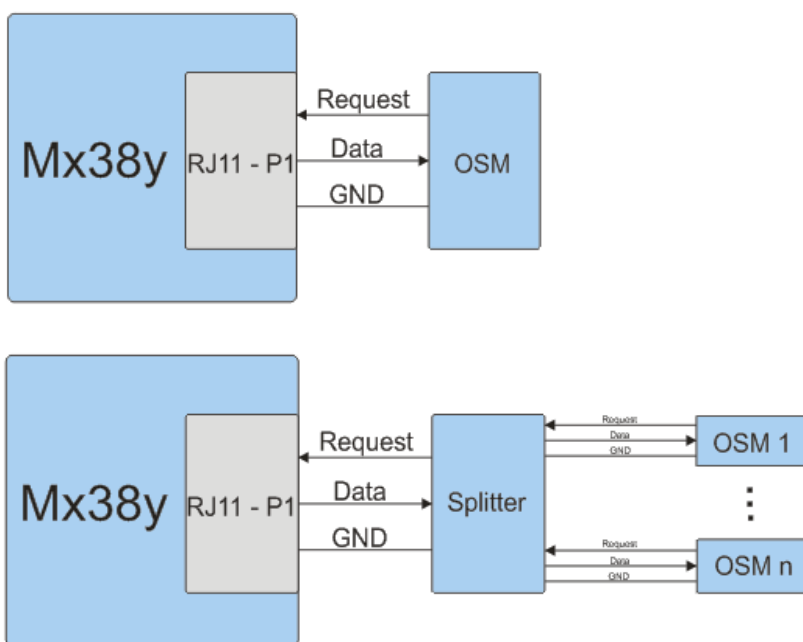 Mx38y
RJ11 - P1
Request
Data
GND
OSM
Mx38y
RJ11 - P1
Request
Data
GND
Splitter
Request
Data
GND
OSM 1
Request
Data
GND
OSM n